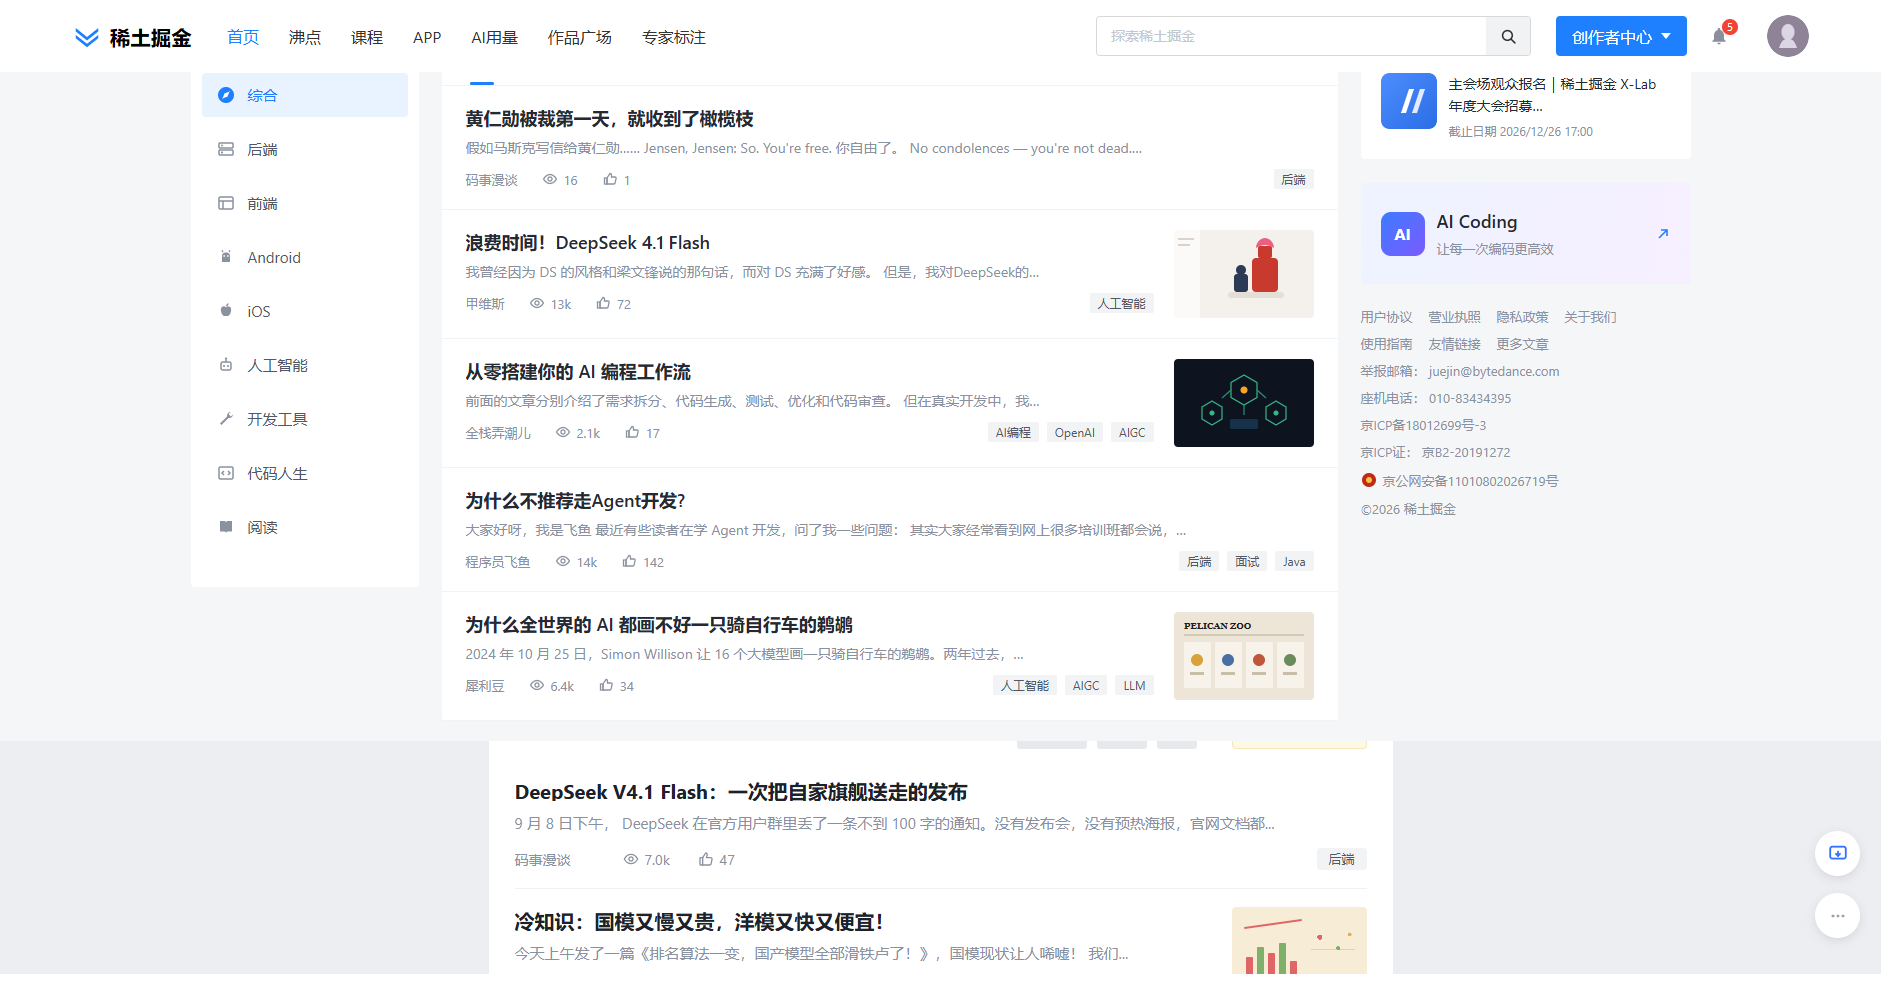 稀土掘金
首页 沸点 课程 APP AI用量 作品广场 专家标注
探索稀土掘金
创作者中心
5
综合
后端
前端
Android
iOS
人工智能
开发工具
代码人生
阅读
黄仁勋被裁第一天，就收到了橄榄枝
假如马斯克写信给黄仁勋...... Jensen, Jensen: So. You're free. 你自由了。 No condolences — you're not dead....
码事漫谈 16 1
后端
浪费时间！DeepSeek 4.1 Flash
我曾经因为 DS 的风格和梁文锋说的那句话，而对 DS 充满了好感。 但是，我对DeepSeek的...
甲维斯 13k 72
人工智能
从零搭建你的 AI 编程工作流
前面的文章分别介绍了需求拆分、代码生成、测试、优化和代码审查。 但在真实开发中，我...
全栈弄潮儿 2.1k 17
AI编程 OpenAI AIGC
为什么不推荐走Agent开发?
大家好呀，我是飞鱼 最近有些读者在学 Agent 开发，问了我一些问题： 其实大家经常看到网上很多培训班都会说，...
程序员飞鱼 14k 142
后端 面试 Java
为什么全世界的 AI 都画不好一只骑自行车的鹈鹕
2024 年 10 月 25 日，Simon Willison 让 16 个大模型画一只骑自行车的鹈鹕。两年过去，...
犀利豆 6.4k 34
人工智能 AIGC LLM
PELICAN ZOO
DeepSeek V4.1 Flash：一次把自家旗舰送走的发布
9 月 8 日下午， DeepSeek 在官方用户群里丢了一条不到 100 字的通知。没有发布会，没有预热海报，官网文档都...
码事漫谈 7.0k 47
后端
冷知识：国模又慢又贵，洋模又快又便宜！
今天上午发了一篇《排名算法一变，国产模型全部滑铁卢了！》，国模现状让人唏嘘！ 我们...
主会场观众报名 | 稀土掘金 X-Lab
年度大会招募...
截止日期 2026/12/26 17:00
AI
AI Coding
让每一次编码更高效
用户协议 营业执照 隐私政策 关于我们
使用指南 友情链接 更多文章
举报邮箱： juejin@bytedance.com
座机电话： 010-83434395
京ICP备18012699号-3
京ICP证： 京B2-20191272
京公网安备11010802026719号
©2026 稀土掘金